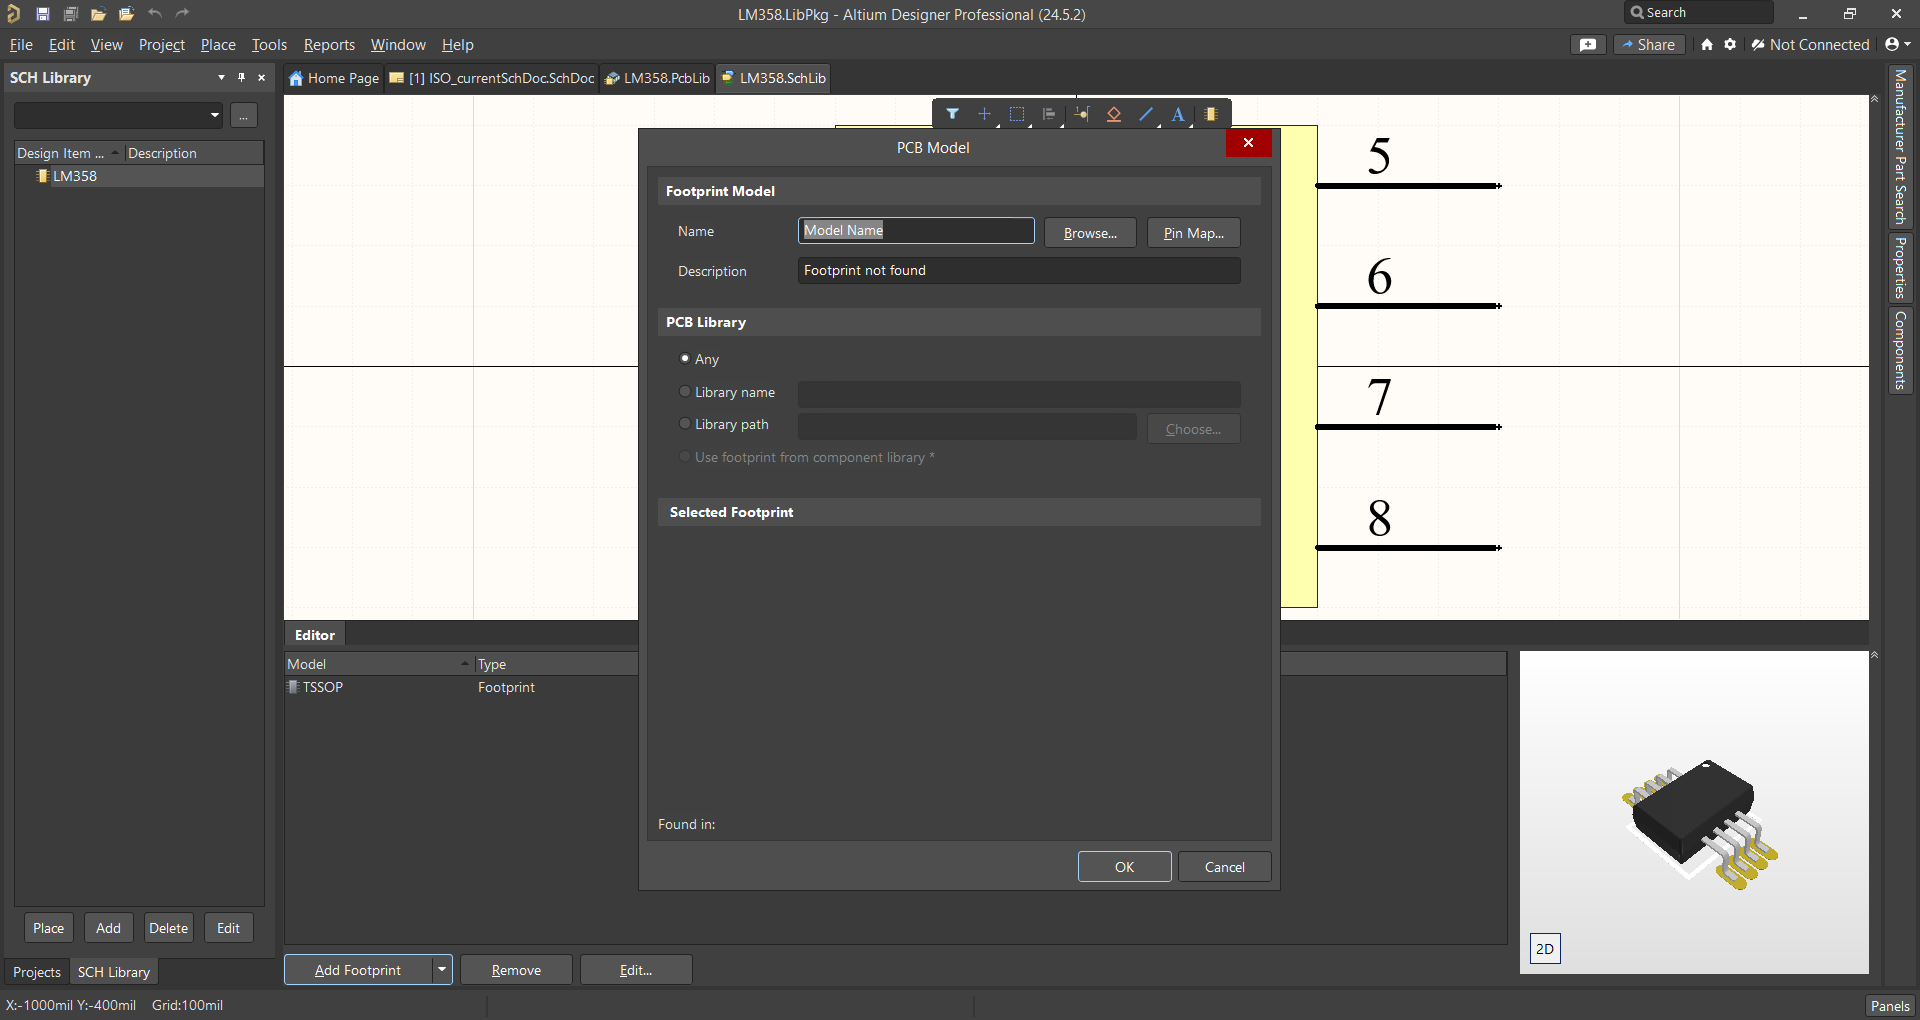 LM358.LibPkg - Altium Designer Professional (24.5.2)
Search
File Edit View Project Place Tools Reports Window Help
Share
Not Connected
SCH Library
Home Page
[1] ISO_currentSchDoc.SchDoc
LM358.PcbLib
LM358.SchLib
...
Design Item ...
Description
LM358
PCB Model
Footprint Model
Name
Model Name
Browse...
Pin Map...
Description
Footprint not found
PCB Library
Any
Library name
Library path
Choose...
Use footprint from component library *
Selected Footprint
Found in:
OK
Cancel
5
6
7
8
Manufacturer Part Search
Properties
Components
Editor
Model
Type
TSSOP
Footprint
2D
Place
Add
Delete
Edit
Projects
SCH Library
Add Footprint
Remove
Edit...
X:-1000mil Y:-400mil Grid:100mil
Panels